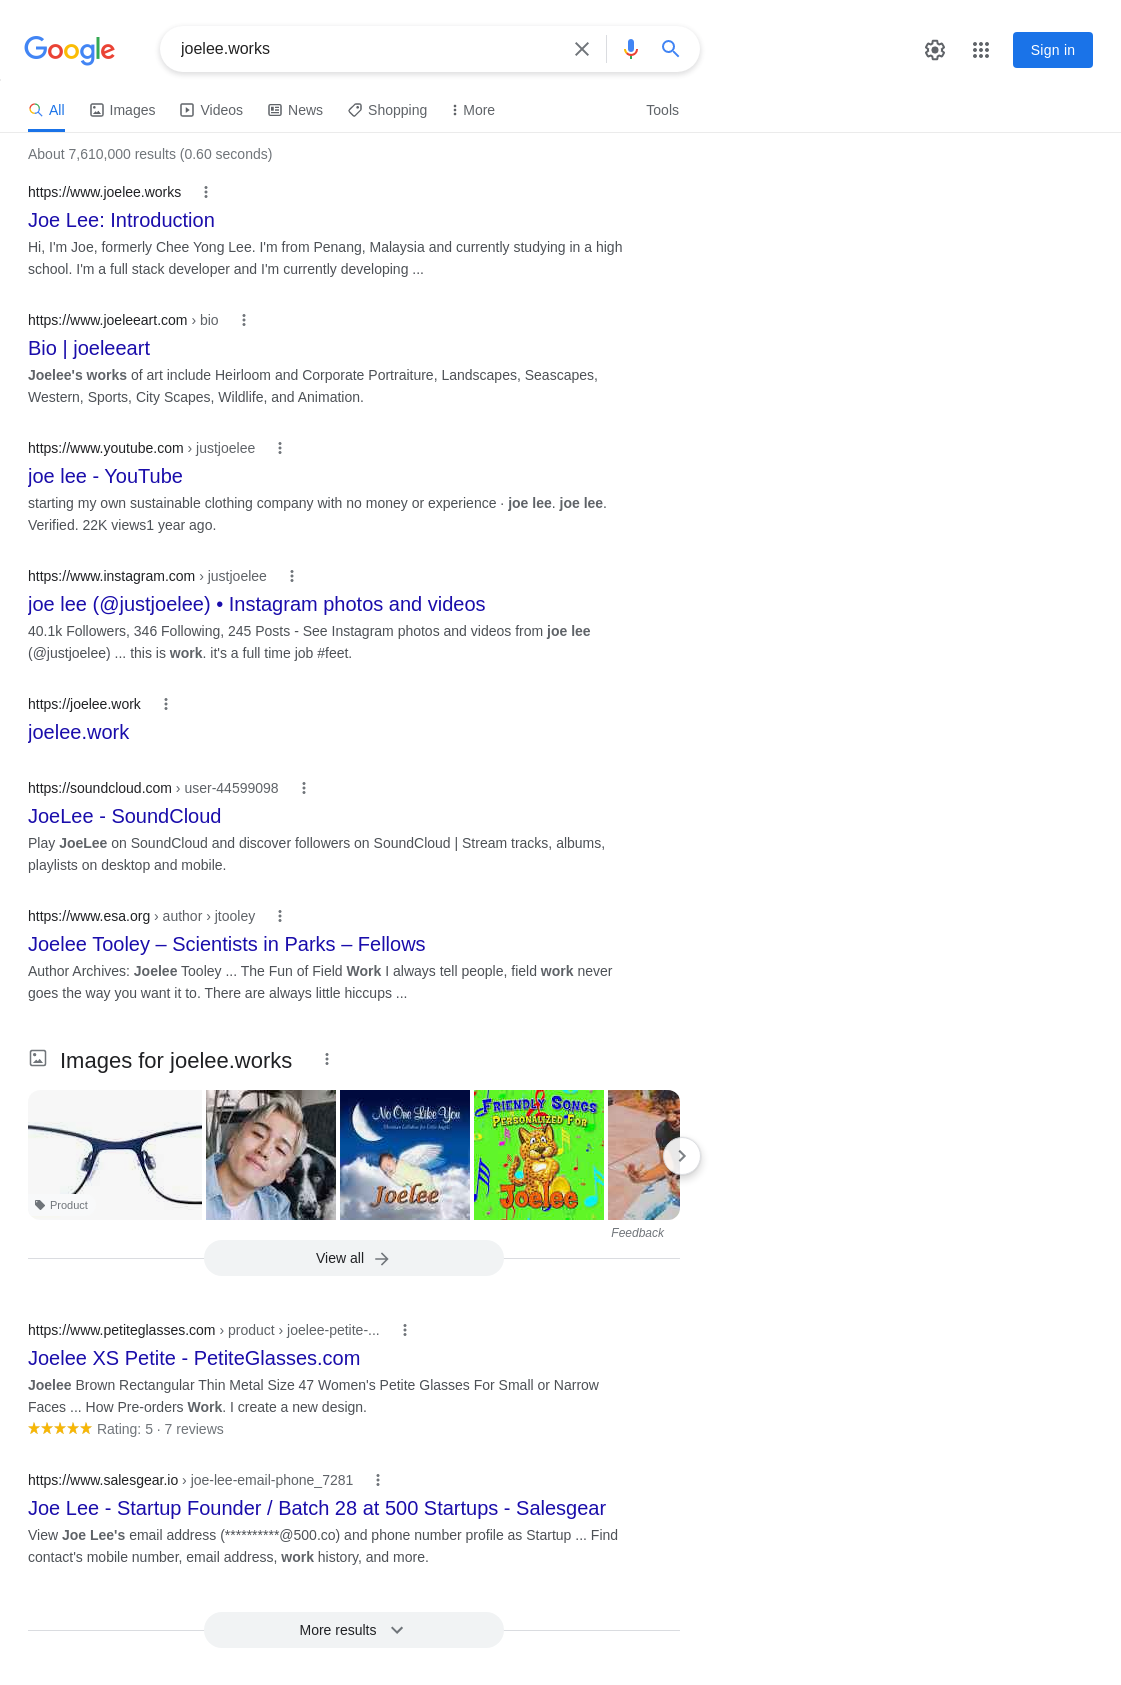 Google
joelee.works
Sign in
All Images Videos News Shopping More Tools
About 7,610,000 results (0.60 seconds)
https://www.joelee.works
Joe Lee: Introduction
Hi, I'm Joe, formerly Chee Yong Lee. I'm from Penang, Malaysia and currently studying in a high
school. I'm a full stack developer and I'm currently developing ...
https://www.joeleeart.com › bio
Bio | joeleeart
Joelee's works of art include Heirloom and Corporate Portraiture, Landscapes, Seascapes,
Western, Sports, City Scapes, Wildlife, and Animation.
https://www.youtube.com › justjoelee
joe lee - YouTube
starting my own sustainable clothing company with no money or experience · joe lee. joe lee.
Verified. 22K views1 year ago.
https://www.instagram.com › justjoelee
joe lee (@justjoelee) • Instagram photos and videos
40.1k Followers, 346 Following, 245 Posts - See Instagram photos and videos from joe lee
(@justjoelee) ... this is work. it's a full time job #feet.
https://joelee.work
joelee.work
https://soundcloud.com › user-44599098
JoeLee - SoundCloud
Play JoeLee on SoundCloud and discover followers on SoundCloud | Stream tracks, albums,
playlists on desktop and mobile.
https://www.esa.org › author › jtooley
Joelee Tooley – Scientists in Parks – Fellows
Author Archives: Joelee Tooley ... The Fun of Field Work I always tell people, field work never
goes the way you want it to. There are always little hiccups ...
Images for joelee.works
No One Like You
Christian Lullabies for Little Angels
Joelee
FRIENDLY SONGS
PERSONALIZED FOR
Joelee
Product
Feedback
View all
https://www.petiteglasses.com › product › joelee-petite-...
Joelee XS Petite - PetiteGlasses.com
Joelee Brown Rectangular Thin Metal Size 47 Women's Petite Glasses For Small or Narrow
Faces ... How Pre-orders Work. I create a new design.
Rating: 5 · 7 reviews
https://www.salesgear.io › joe-lee-email-phone_7281
Joe Lee - Startup Founder / Batch 28 at 500 Startups - Salesgear
View Joe Lee's email address (**********@500.co) and phone number profile as Startup ... Find
contact's mobile number, email address, work history, and more.
More results